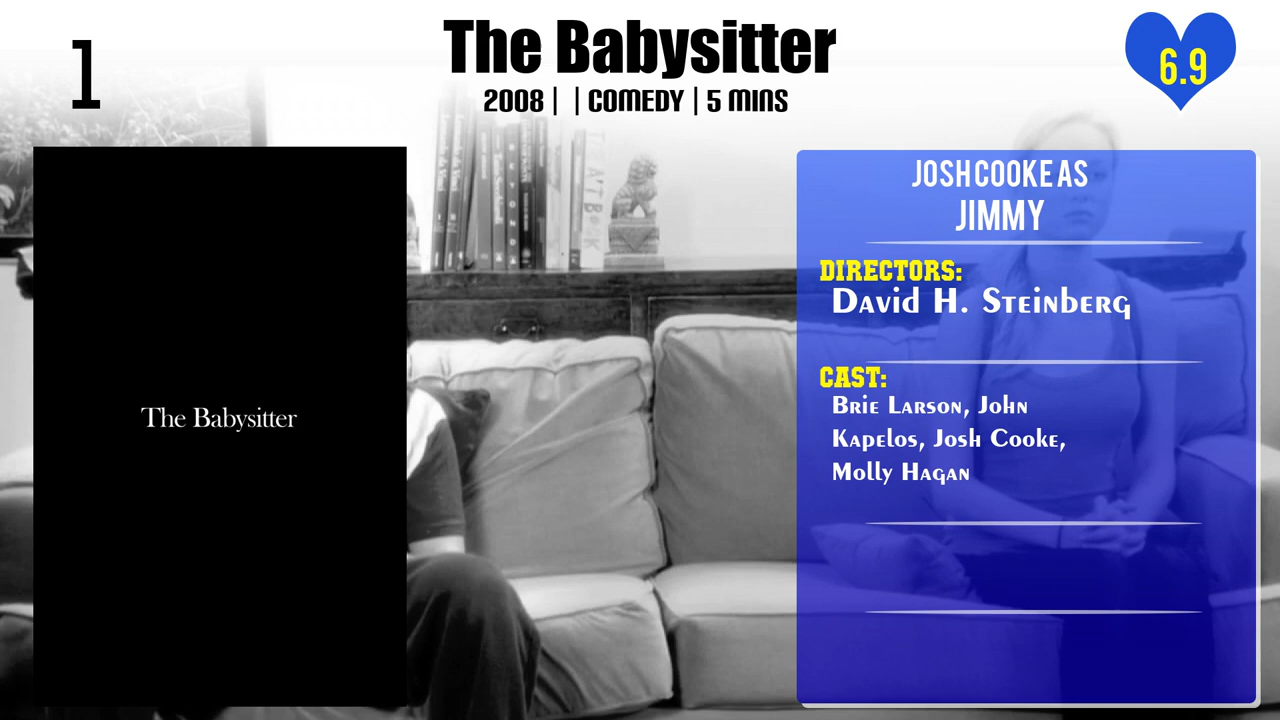 1
The Babysitter
2008 | | COMEDY | 5 MINS
6.9
The Babysitter
JOSH COOKE AS
JIMMY
DIRECTORS:
David H. Steinberg
CAST:
Brie Larson, John
Kapelos, Josh Cooke,
Molly Hagan